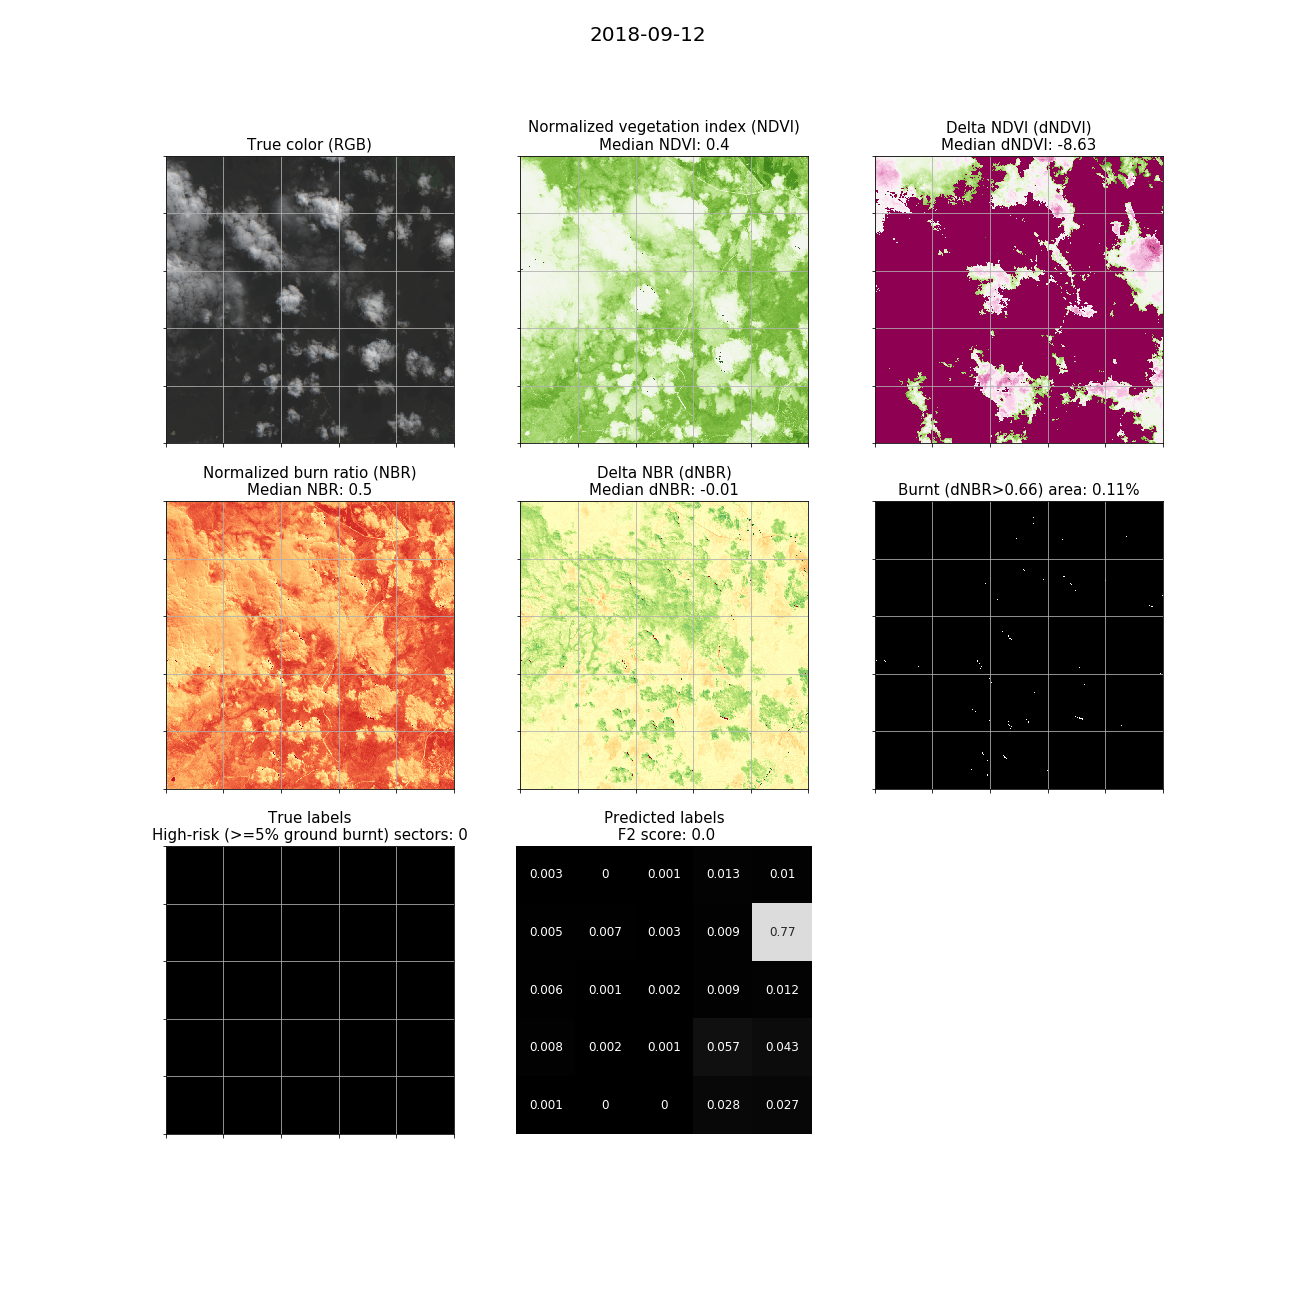 2018-09-12
True color (RGB)
Normalized vegetation index (NDVI)
Median NDVI: 0.4
Delta NDVI (dNDVI)
Median dNDVI: -8.63
Normalized burn ratio (NBR)
Median NBR: 0.5
Delta NBR (dNBR)
Median dNBR: -0.01
Burnt (dNBR>0.66) area: 0.11%
True labels
High-risk (>=5% ground burnt) sectors: 0
Predicted labels
F2 score: 0.0
0.003 0 0.001 0.013 0.01
0.005 0.007 0.003 0.009 0.77
0.006 0.001 0.002 0.009 0.012
0.008 0.002 0.001 0.057 0.043
0.001 0 0 0.028 0.027